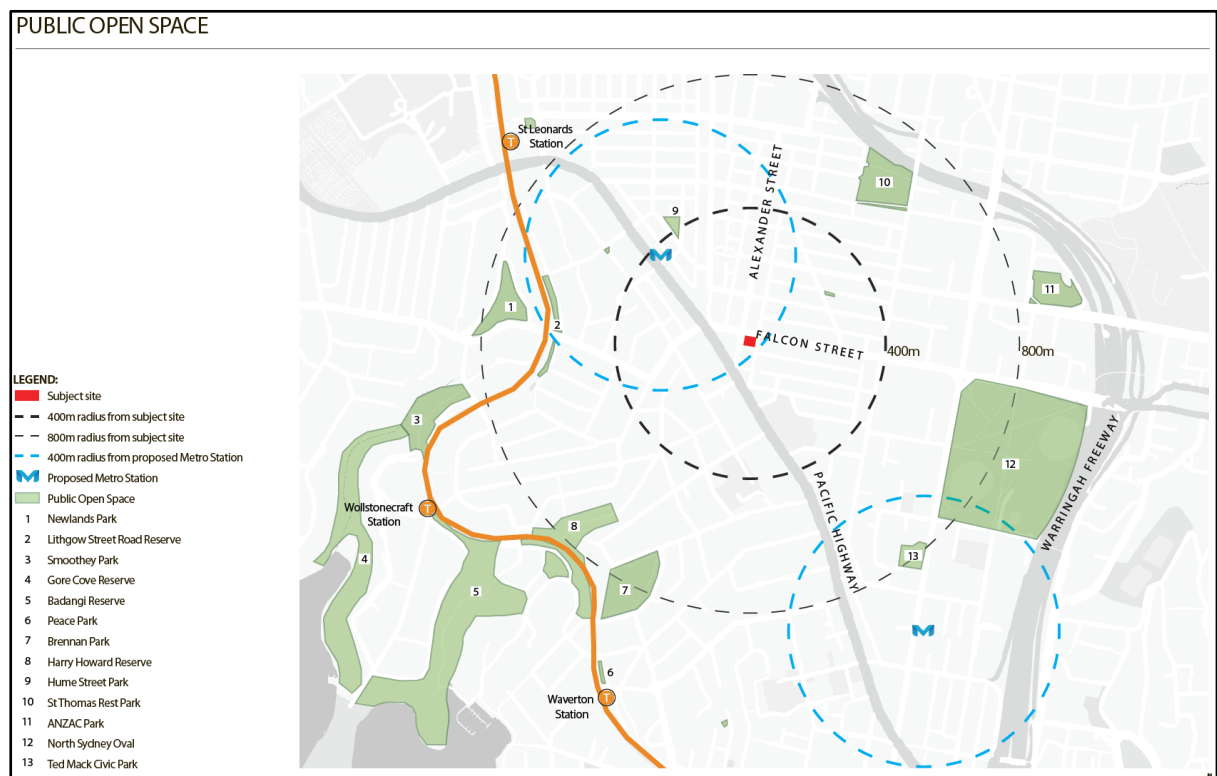 PUBLIC OPEN SPACE
T
St Leonards
Station
ALEXANDER STREET
10
9
M
11
1
2
FALCON STREET
400m
800m
LEGEND:
Subject site
400m radius from subject site
800m radius from subject site
400m radius from proposed Metro Station
M
Proposed Metro Station
Public Open Space
1 Newlands Park
2 Lithgow Street Road Reserve
3 Smoothey Park
4 Gore Cove Reserve
5 Badangi Reserve
6 Peace Park
7 Brennan Park
8 Harry Howard Reserve
9 Hume Street Park
10 St Thomas Rest Park
11 ANZAC Park
12 North Sydney Oval
13 Ted Mack Civic Park
3
12
WARRINGAH FREEWAY
PACIFIC HIGHWAY
Wollstonecraft
Station
T
8
4
13
5
7
M
6
Waverton
Station
T